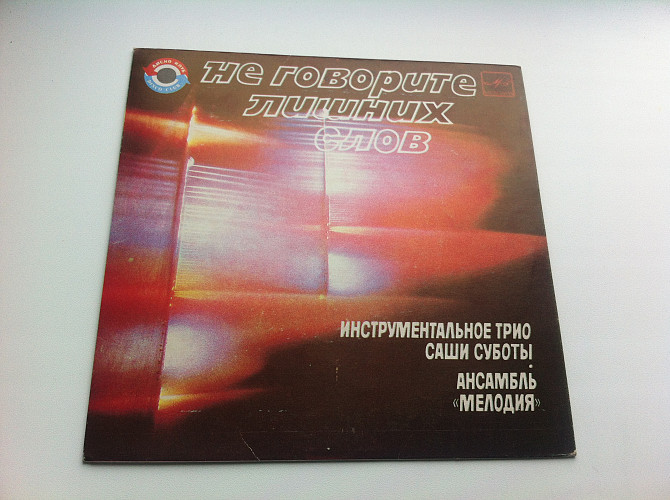 не говорите
лишних
слов
ИНСТРУМЕНТАЛЬНОЕ ТРИО
САШИ СУБОТЫ
АНСАМБЛЬ
«МЕЛОДИЯ»